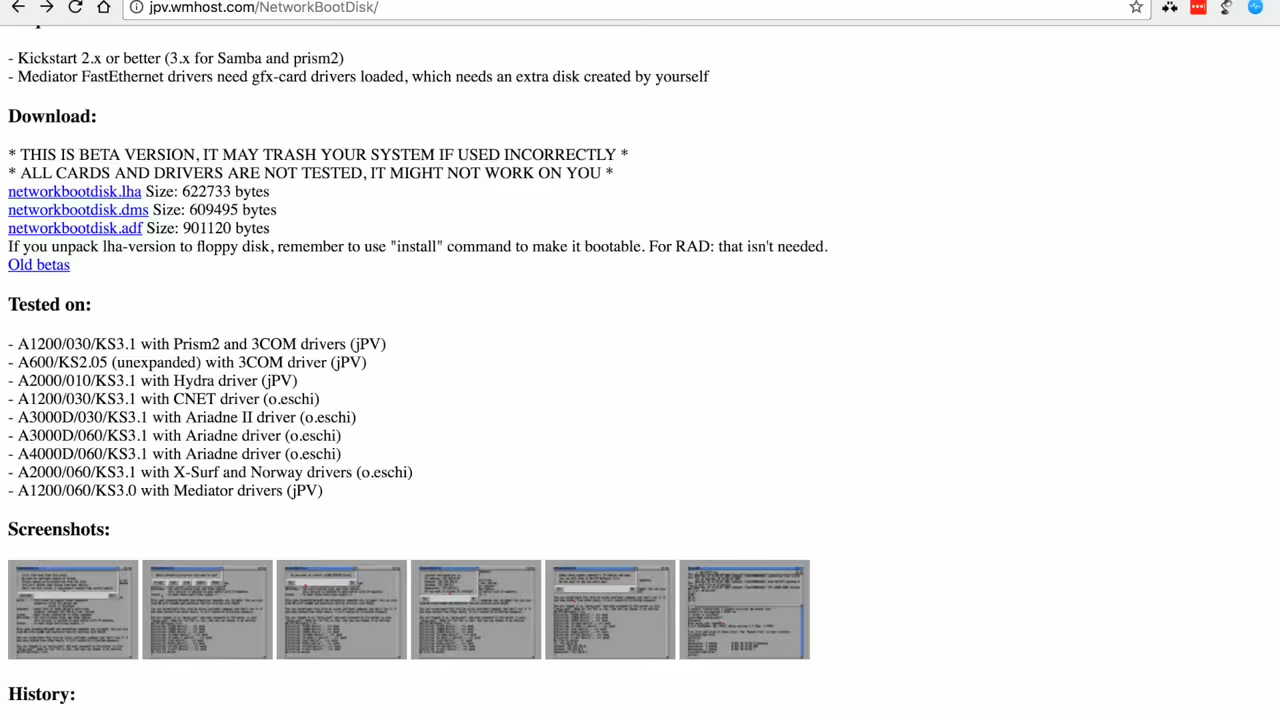 jpv.wmhost.com/NetworkBootDisk/
- Kickstart 2.x or better (3.x for Samba and prism2)
- Mediator FastEthernet drivers need gfx-card drivers loaded, which needs an extra disk created by yourself
Download:
* THIS IS BETA VERSION, IT MAY TRASH YOUR SYSTEM IF USED INCORRECTLY *
* ALL CARDS AND DRIVERS ARE NOT TESTED, IT MIGHT NOT WORK ON YOU *
networkbootdisk.lha Size: 622733 bytes
networkbootdisk.dms Size: 609495 bytes
networkbootdisk.adf Size: 901120 bytes
If you unpack lha-version to floppy disk, remember to use "install" command to make it bootable. For RAD: that isn't needed.
Old betas
Tested on:
- A1200/030/KS3.1 with Prism2 and 3COM drivers (jPV)
- A600/KS2.05 (unexpanded) with 3COM driver (jPV)
- A2000/010/KS3.1 with Hydra driver (jPV)
- A1200/030/KS3.1 with CNET driver (o.eschi)
- A3000D/030/KS3.1 with Ariadne II driver (o.eschi)
- A3000D/060/KS3.1 with Ariadne driver (o.eschi)
- A4000D/060/KS3.1 with Ariadne driver (o.eschi)
- A2000/060/KS3.1 with X-Surf and Norway drivers (o.eschi)
- A1200/060/KS3.0 with Mediator drivers (jPV)
Screenshots:
History: